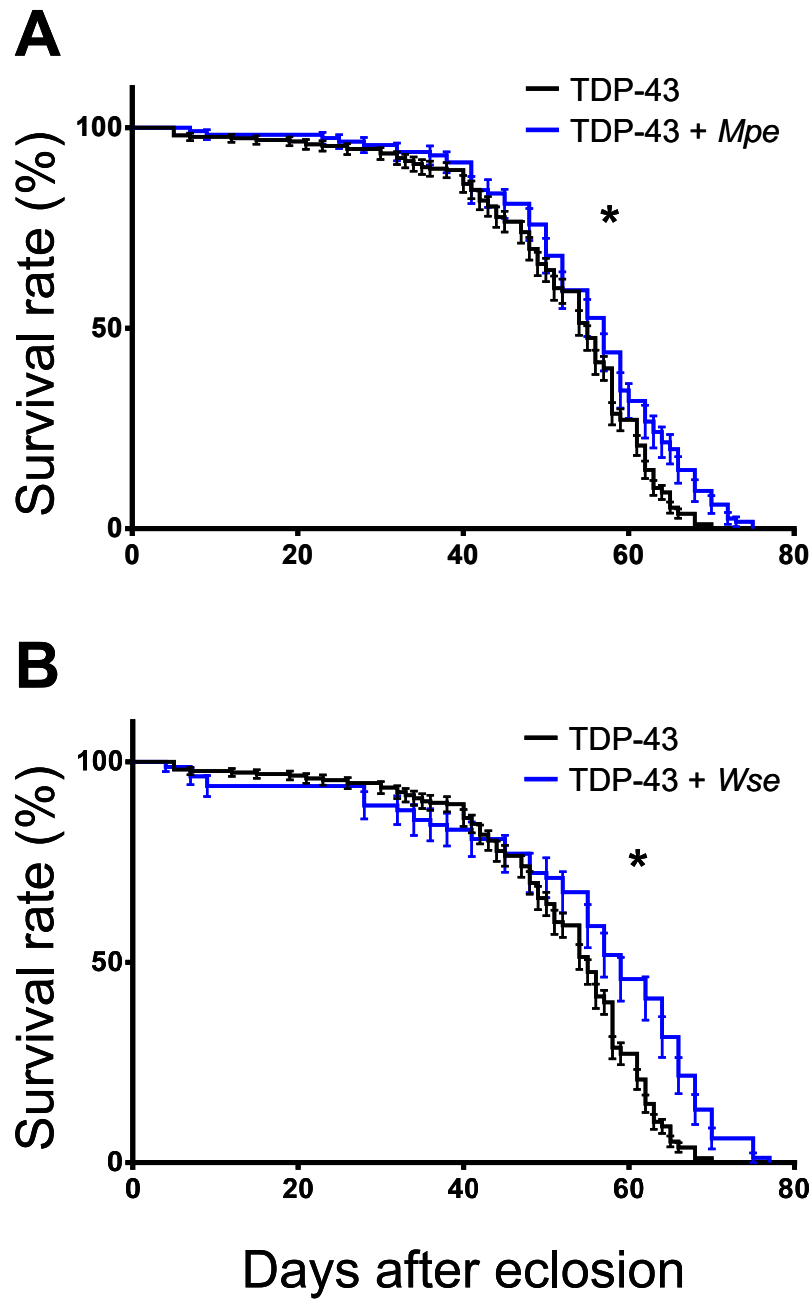 A
TDP-43
TDP-43 + Mpe
Survival rate (%)
100
50
0
*
0 20 40 60 80
B
TDP-43
TDP-43 + Wse
Survival rate (%)
100
50
0
*
0 20 40 60 80
Days after eclosion